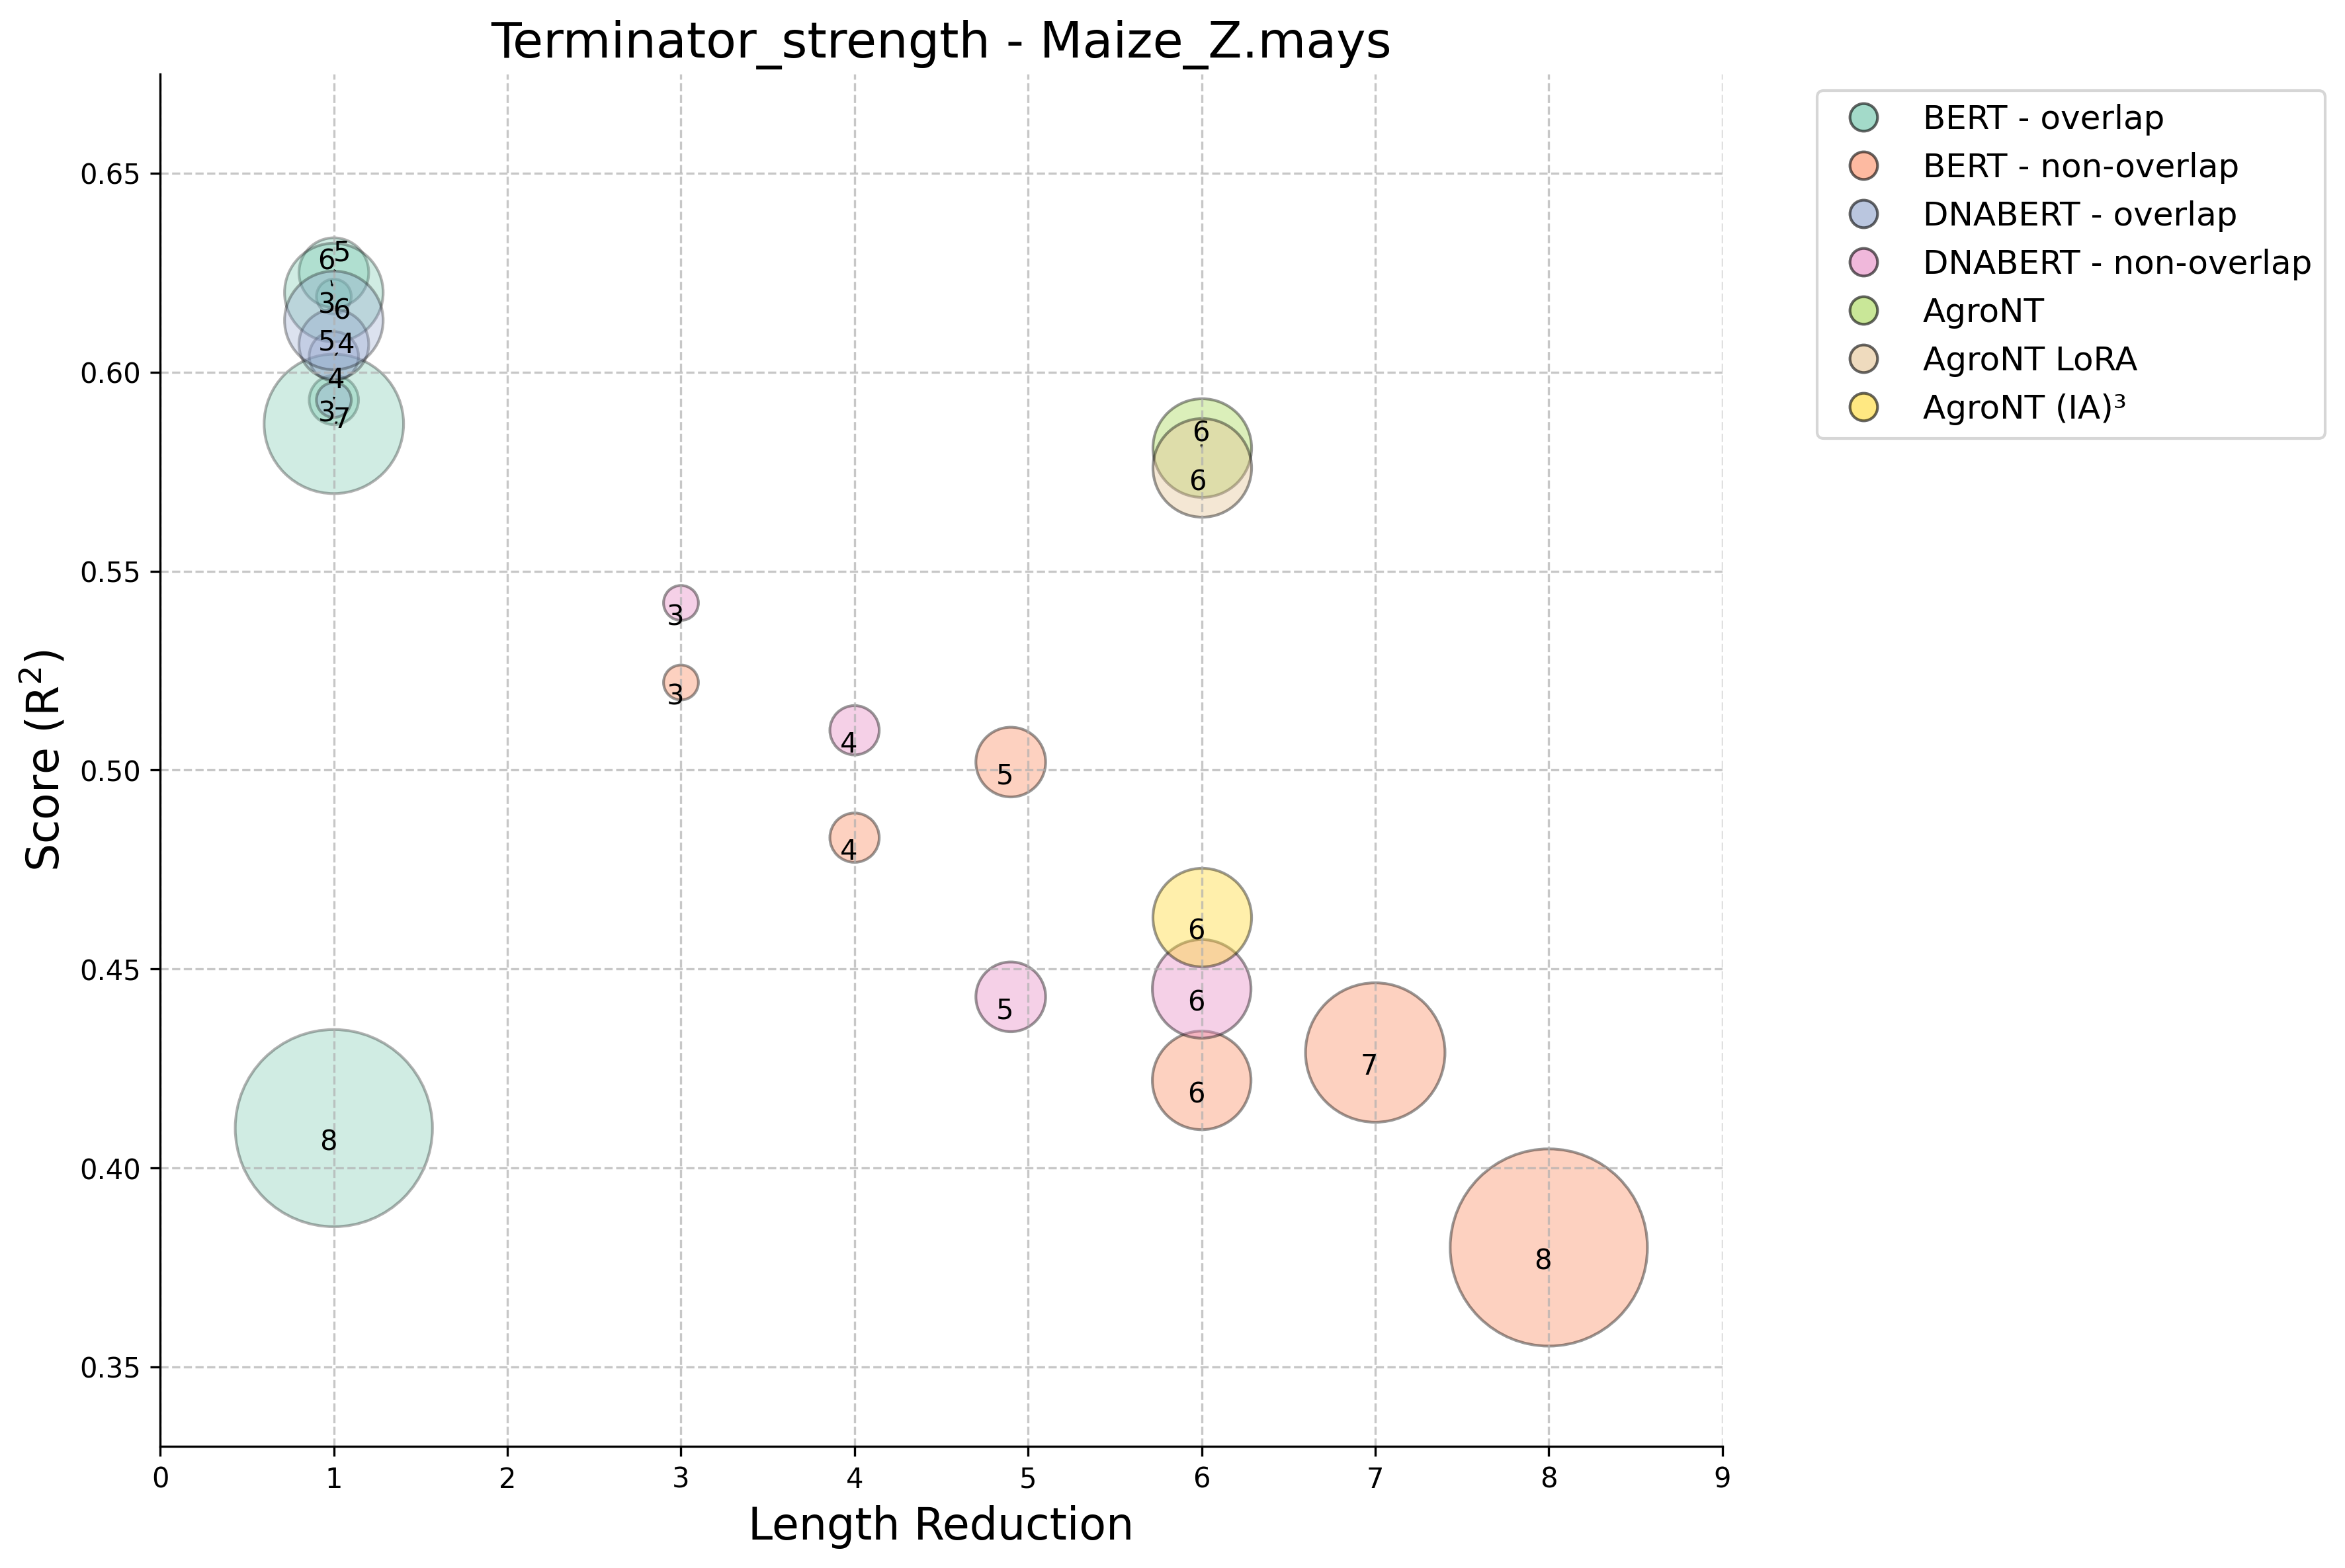 Terminator_strength - Maize_Z.mays
BERT - overlap
BERT - non-overlap
DNABERT - overlap
DNABERT - non-overlap
AgroNT
AgroNT LoRA
AgroNT (IA)³
Score (R²)
0.65
0.60
0.55
0.50
0.45
0.40
0.35
6 5
3 6
5 4
4
3 7
6
6
3
3
4
5
4
6
5
6
7
6
8
8
0 1 2 3 4 5 6 7 8 9
Length Reduction